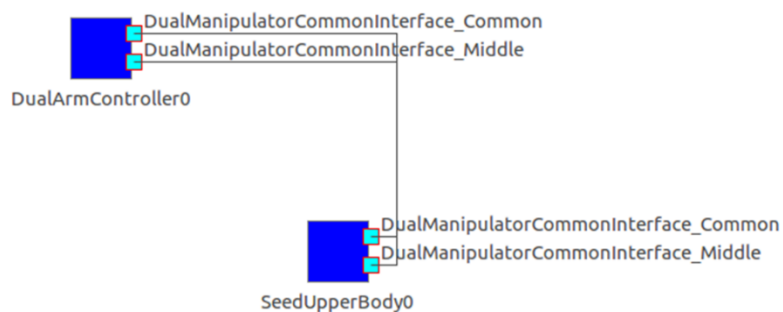 DualManipulatorCommonInterface_Common
DualManipulatorCommonInterface_Middle
DualArmController0
DualManipulatorCommonInterface_Common
DualManipulatorCommonInterface_Middle
SeedUpperBody0